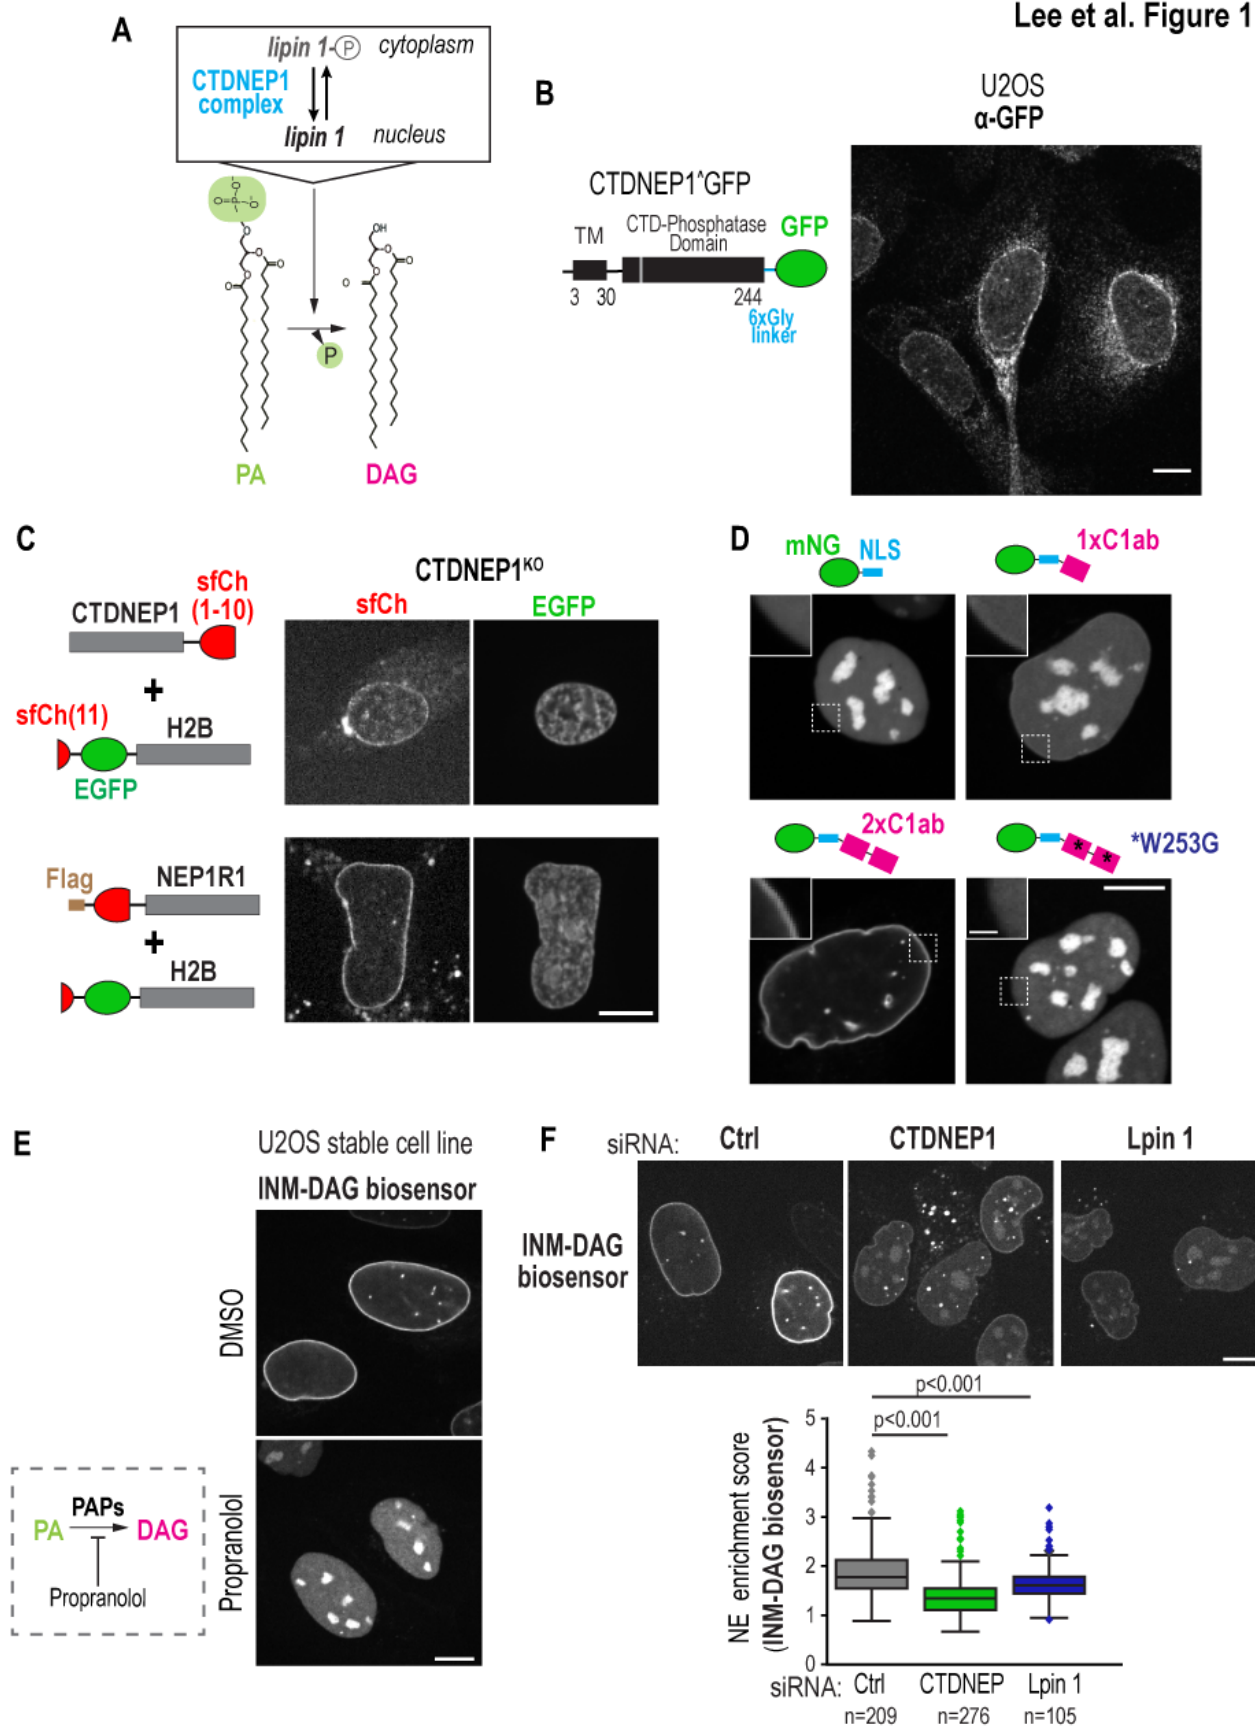 Lee et al. Figure 1
A
lipin 1-P cytoplasm
CTDNEP1
complex
lipin 1 nucleus
O
O=P-O
O
O
O
O
O
O
OH
O
O
O
O
P
PA
DAG
B
U2OS
α-GFP
CTDNEP1^GFP
TM
CTD-Phosphatase
Domain
GFP
3 30 244
6xGly
linker
C
CTDNEP1ᴷᴼ
sfCh EGFP
sfCh
(1-10)
CTDNEP1
+
sfCh(11)
H2B
EGFP
Flag
NEP1R1
+
H2B
D
mNG NLS
1xC1ab
2xC1ab
*W253G
* *
E
U2OS stable cell line
INM-DAG biosensor
DMSO
Propranolol
PAPs
PA DAG
Propranolol
F
siRNA: Ctrl CTDNEP1 Lpin 1
INM-DAG
biosensor
p<0.001
p<0.001
NE enrichment score
(INM-DAG biosensor)
5
4
3
2
1
0
siRNA: Ctrl CTDNEP Lpin 1
n=209 n=276 n=105